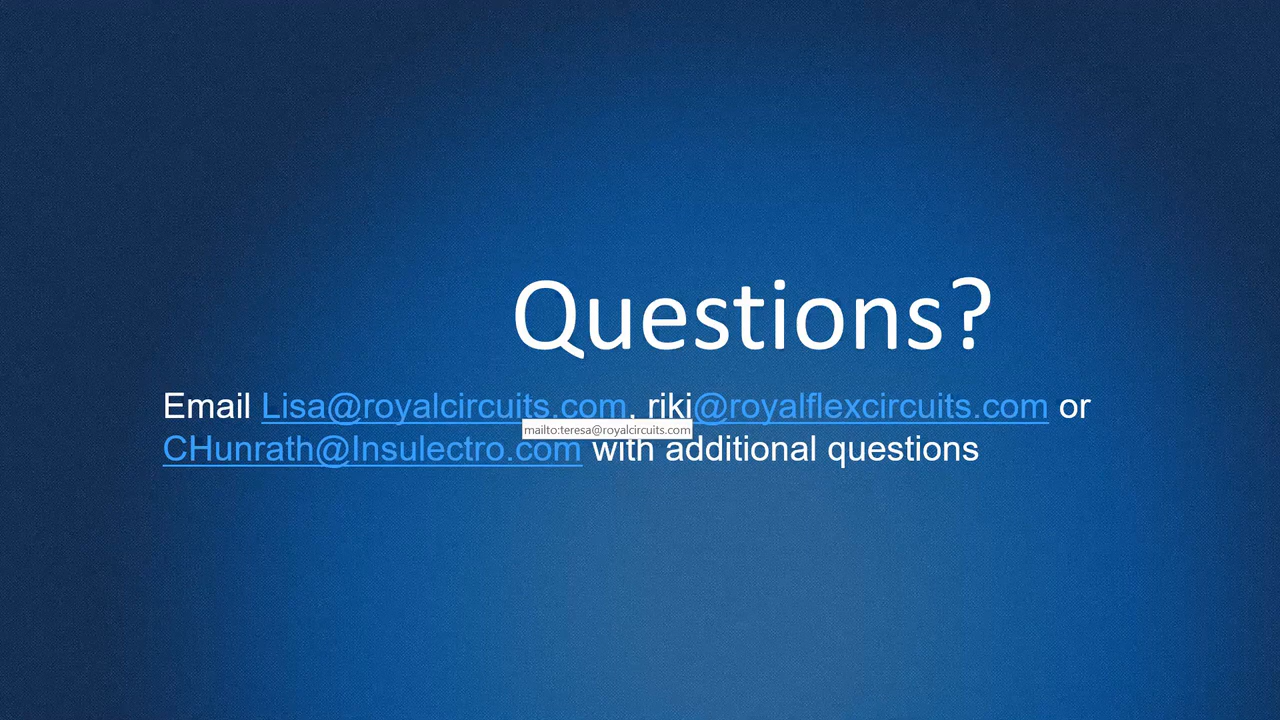 Questions?
Email Lisa@royalcircuits.com, riki@royalflexcircuits.com or
mailto:teresa@royalcircuits.com
CHunrath@Insulectro.com with additional questions